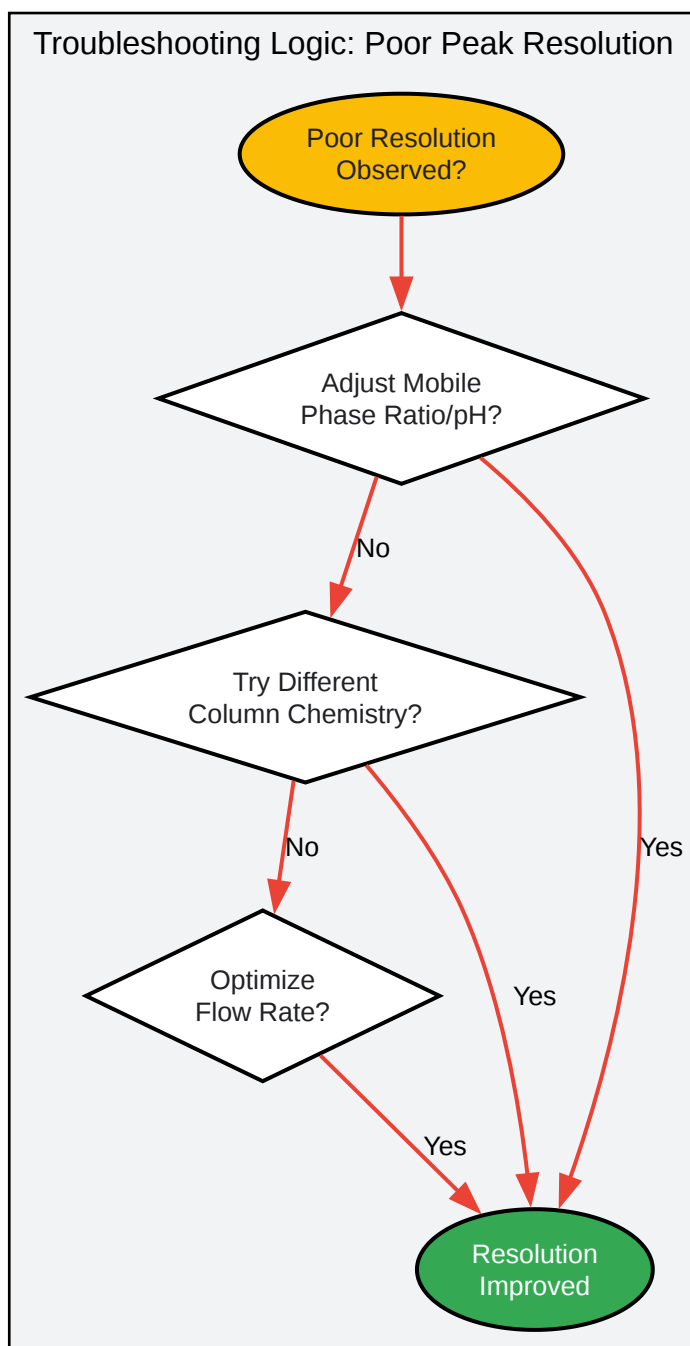 Troubleshooting Logic: Poor Peak Resolution
Poor Resolution
Observed?
Adjust Mobile
Phase Ratio/pH?
No
Try Different
Column Chemistry?
No
Yes
Optimize
Flow Rate?
Yes
Yes
Resolution
Improved